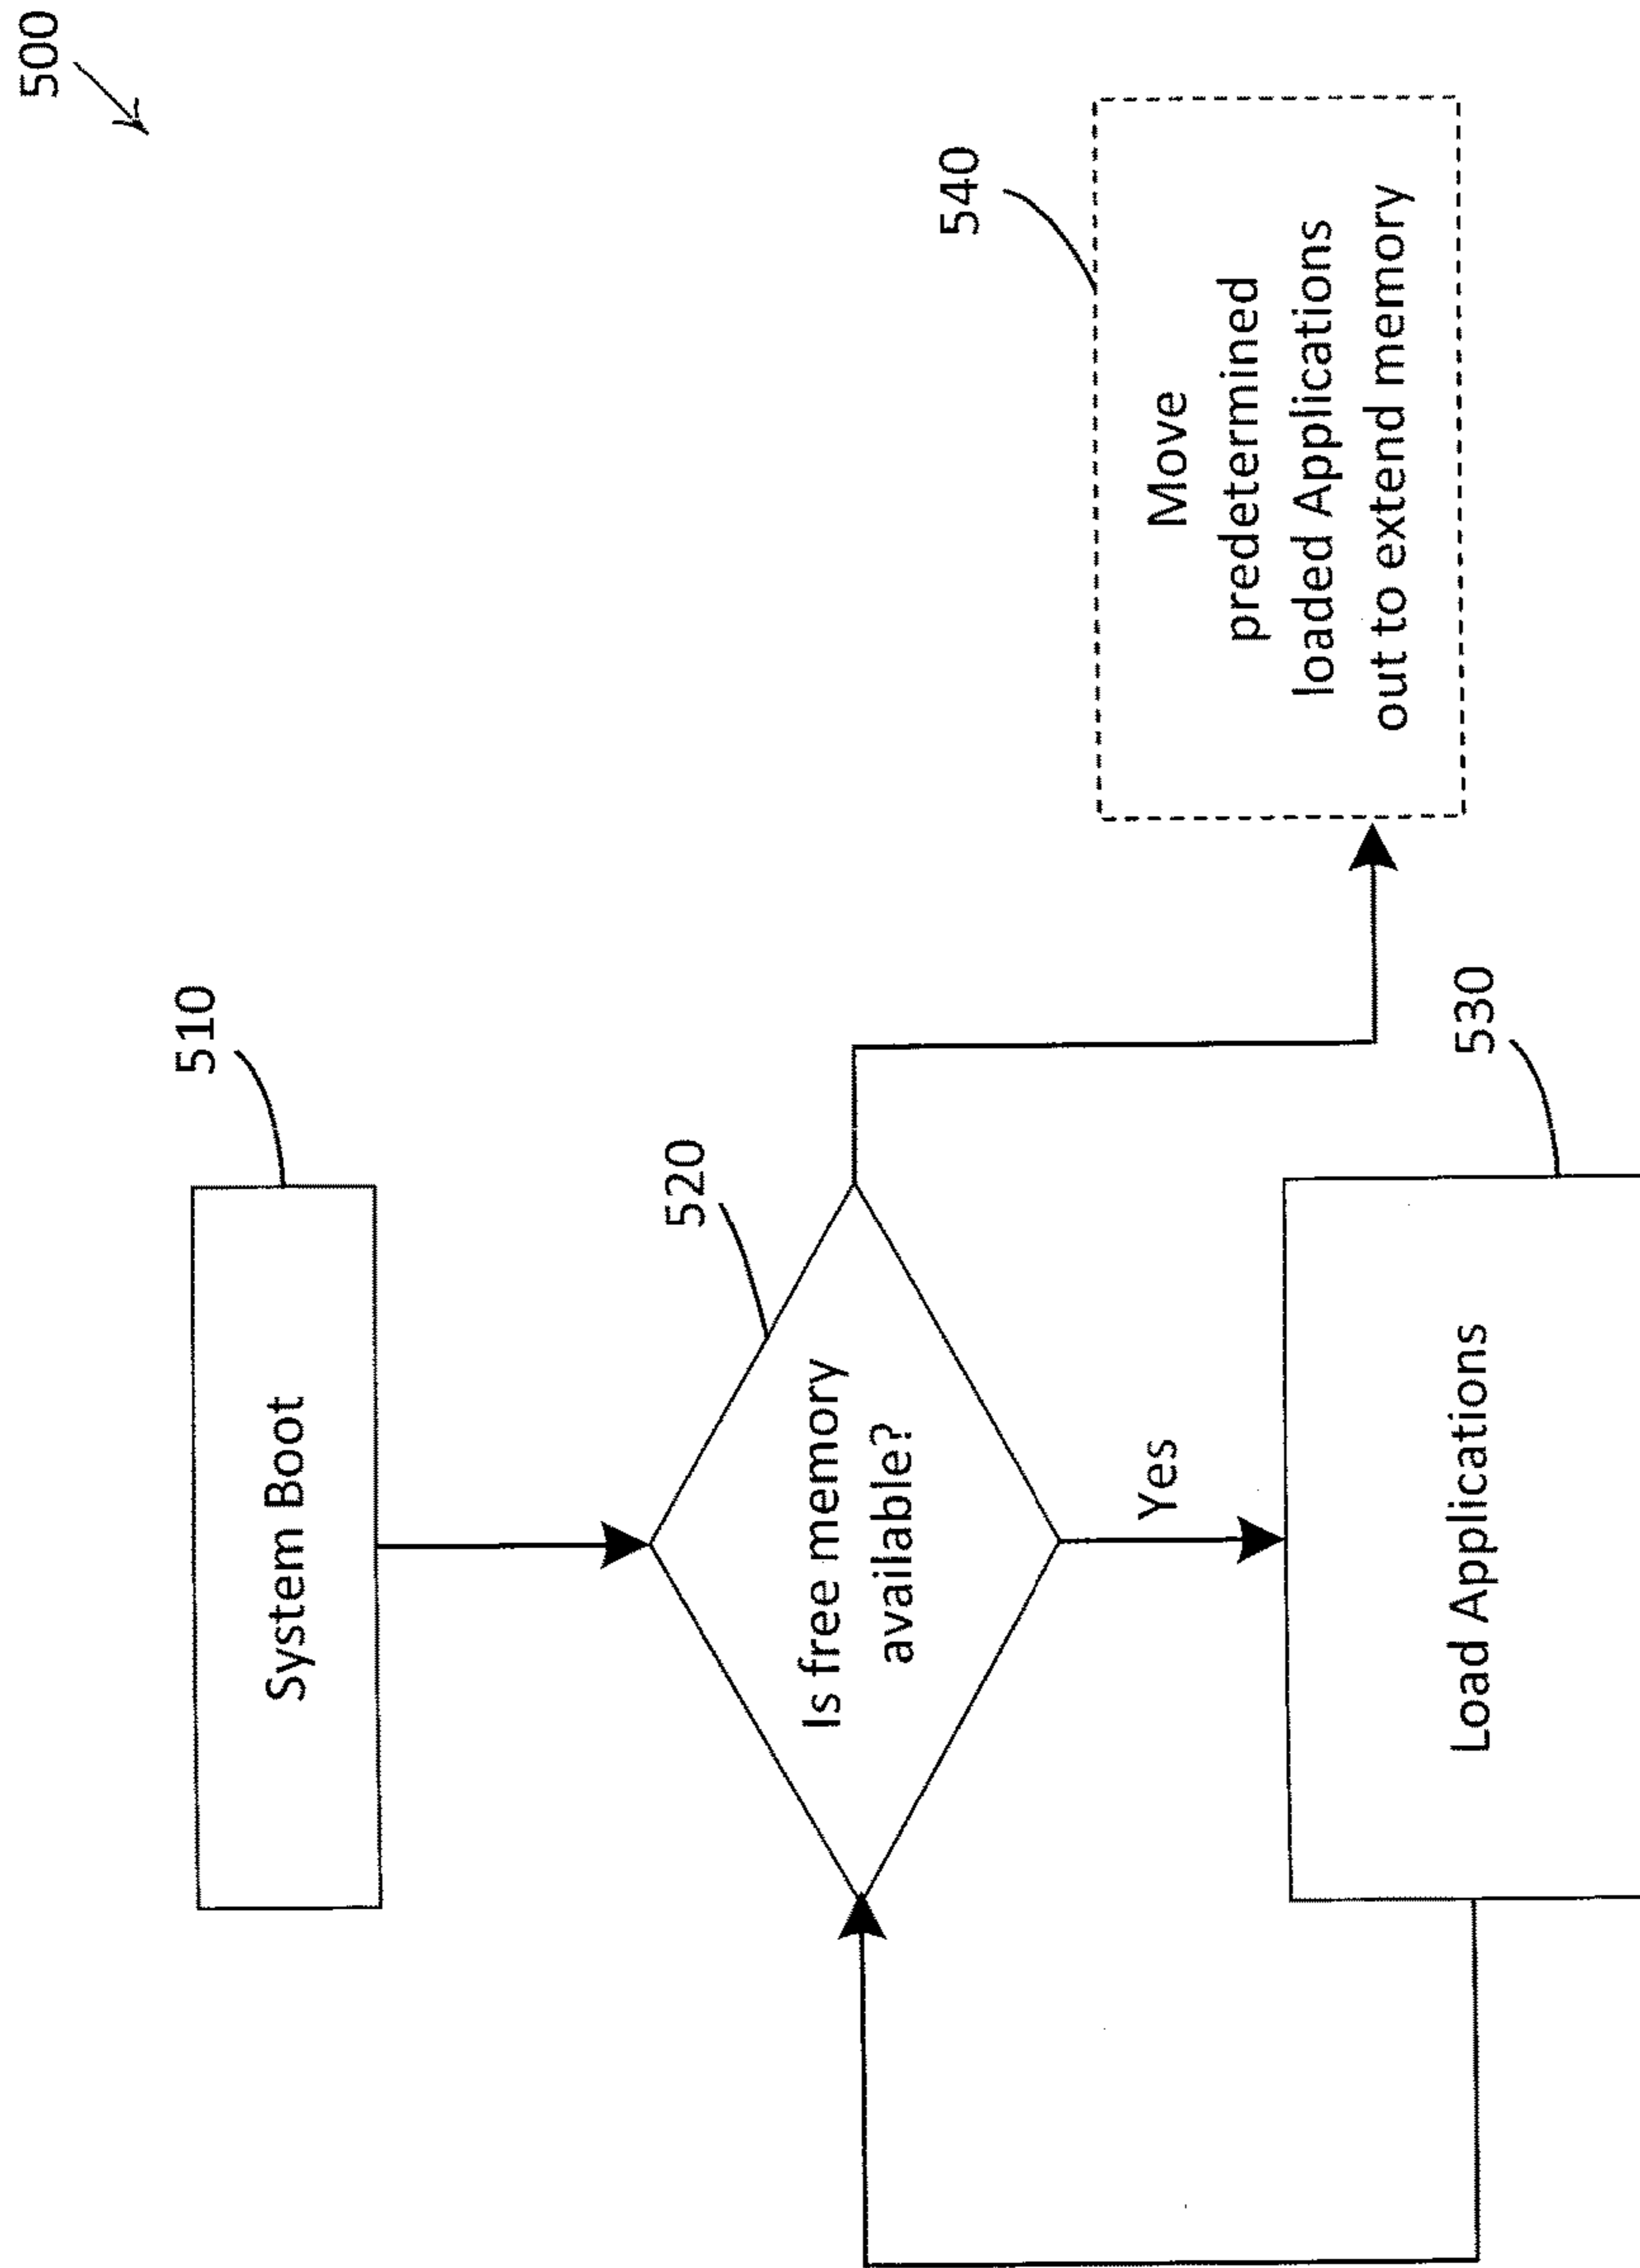 500
510
System Boot
520
Is free memory
available?
Yes
540
Move
predetermined
loaded Applications
out to extend memory
530
Load Applications